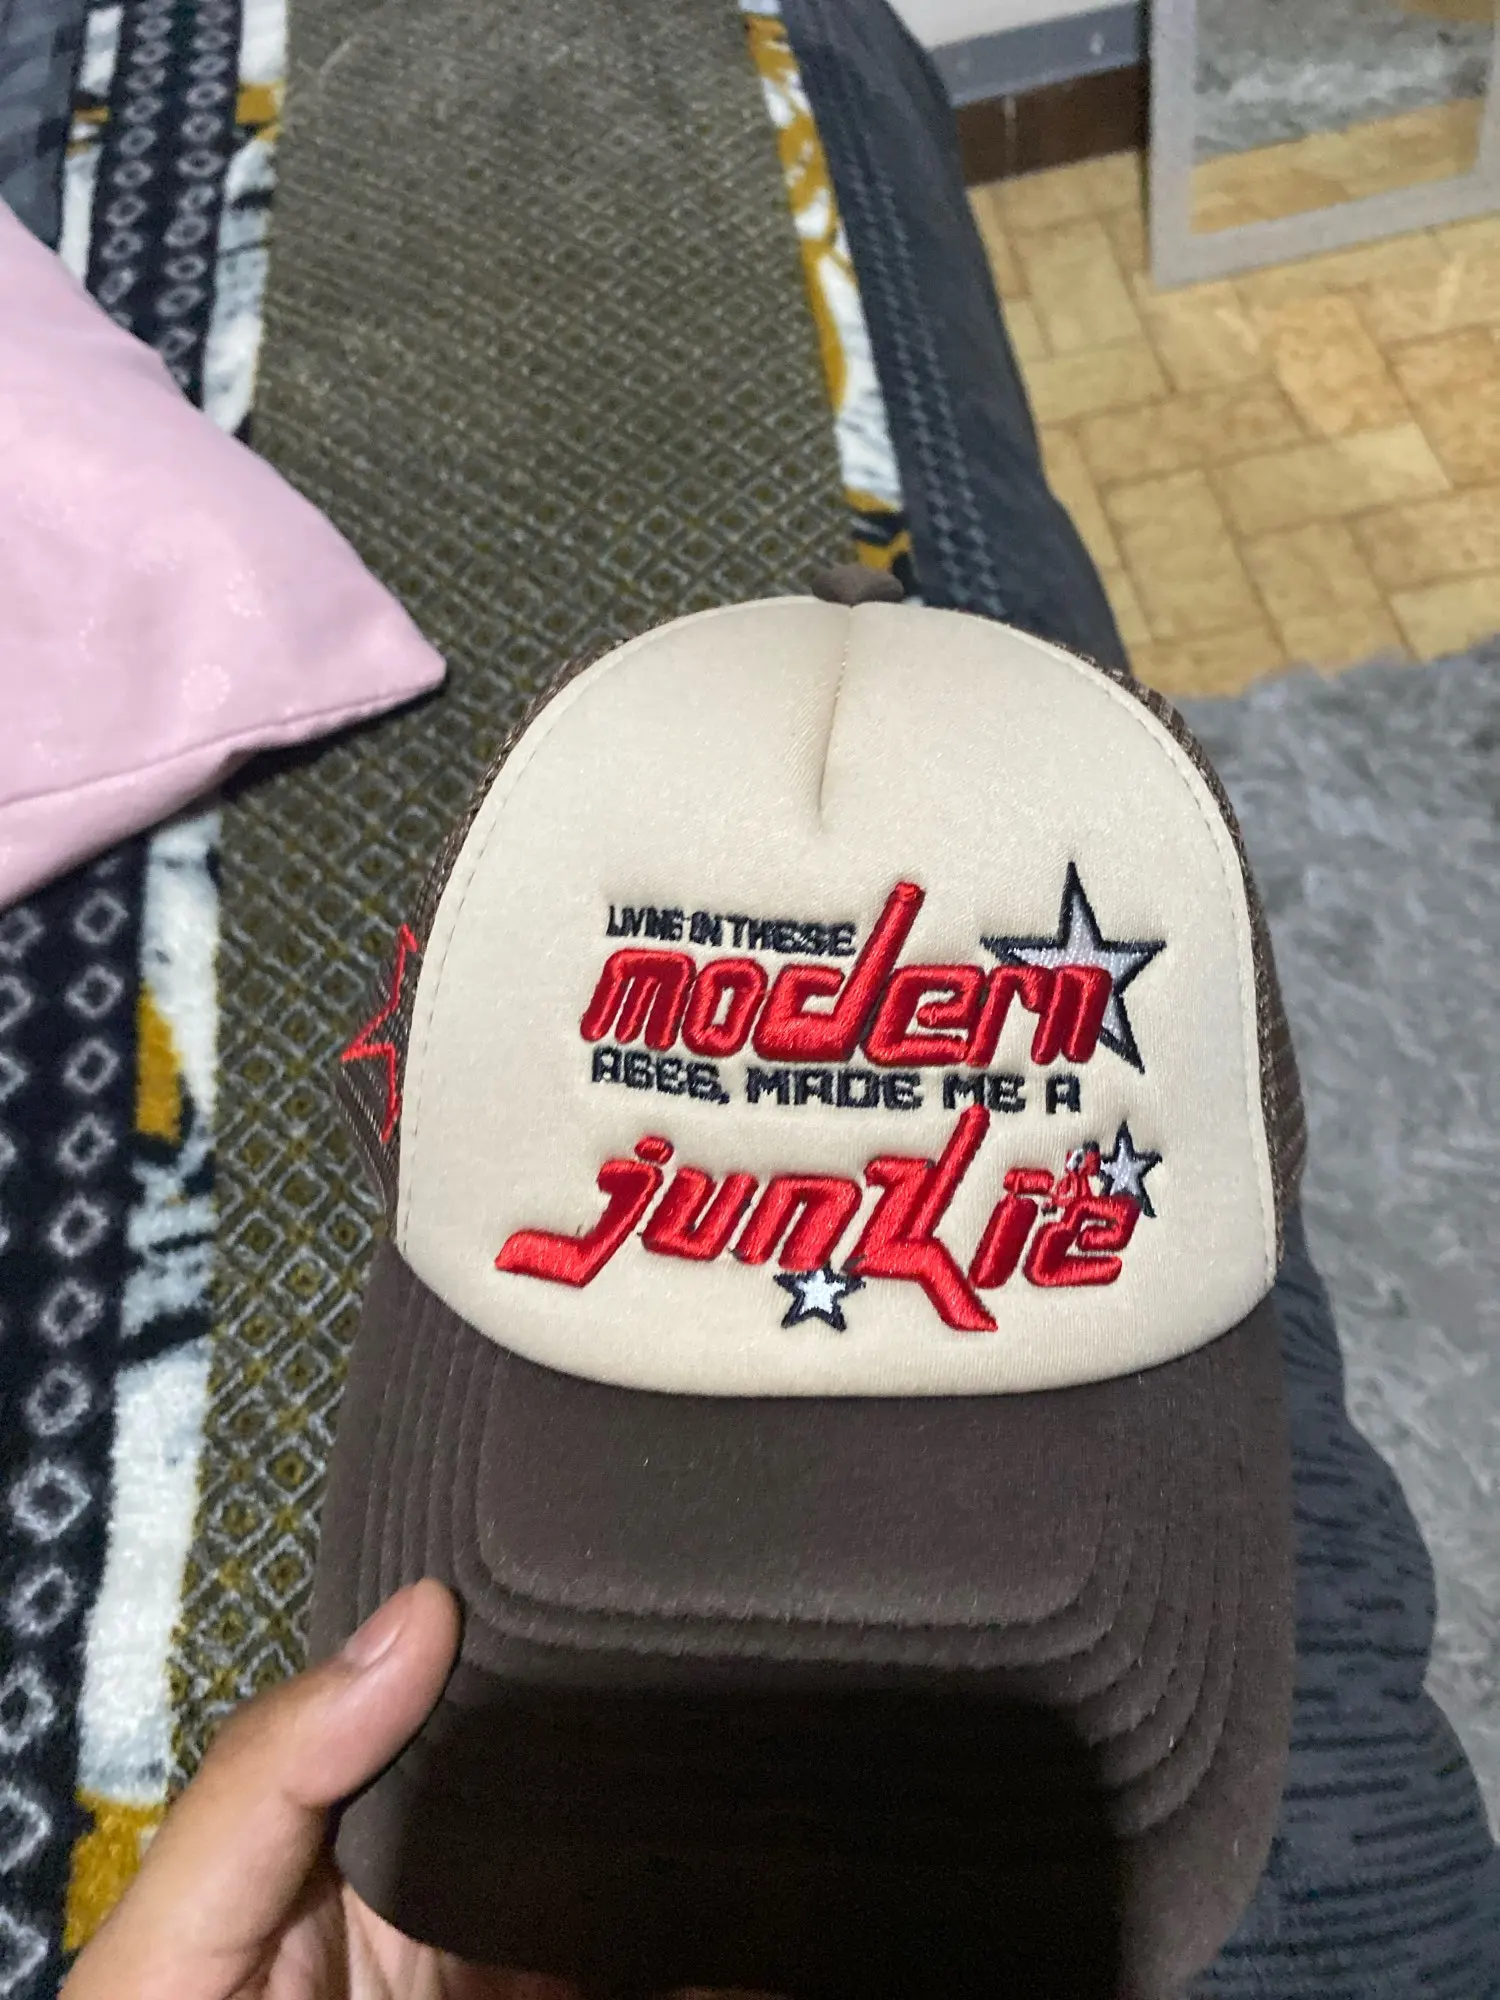 LIVING IN THESE
modern
AGES, MADE ME A
junkie